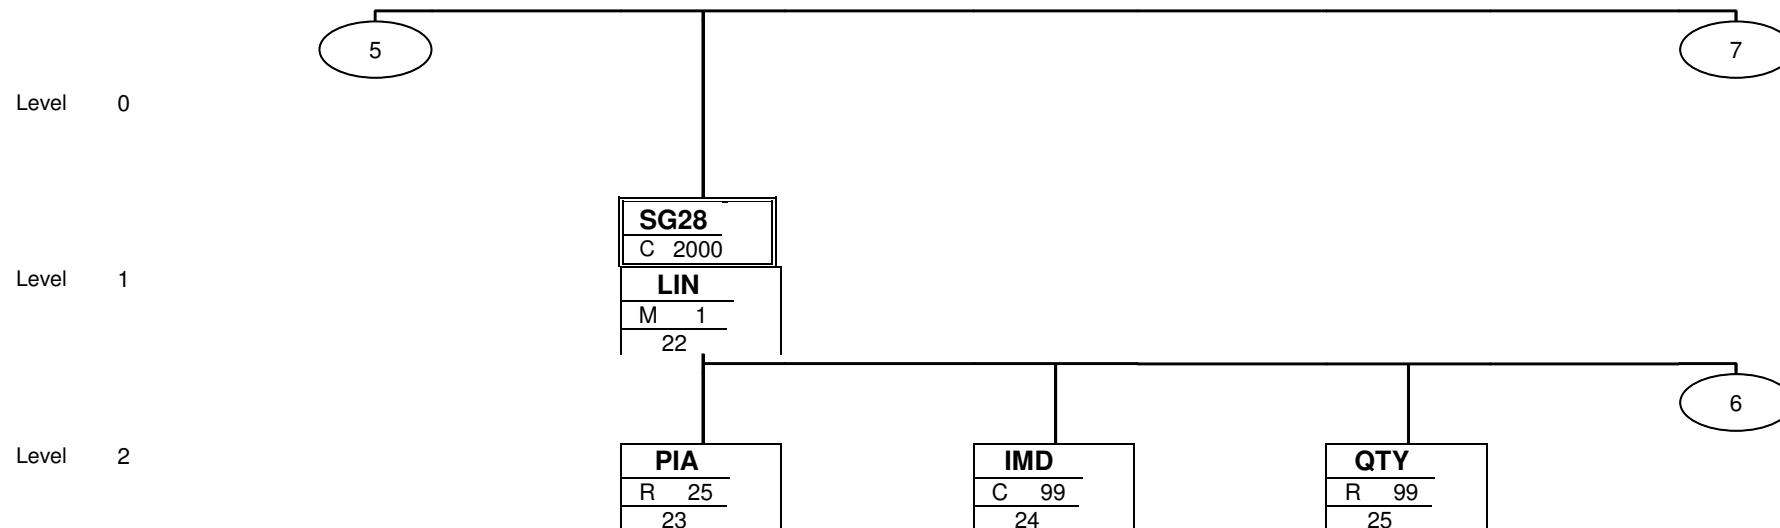 5
7
Level 0
SG28
C 2000
Level 1
LIN
M 1
22
6
Level 2
PIA
IMD
QTY
R 25
C 99
R 99
23
24
25